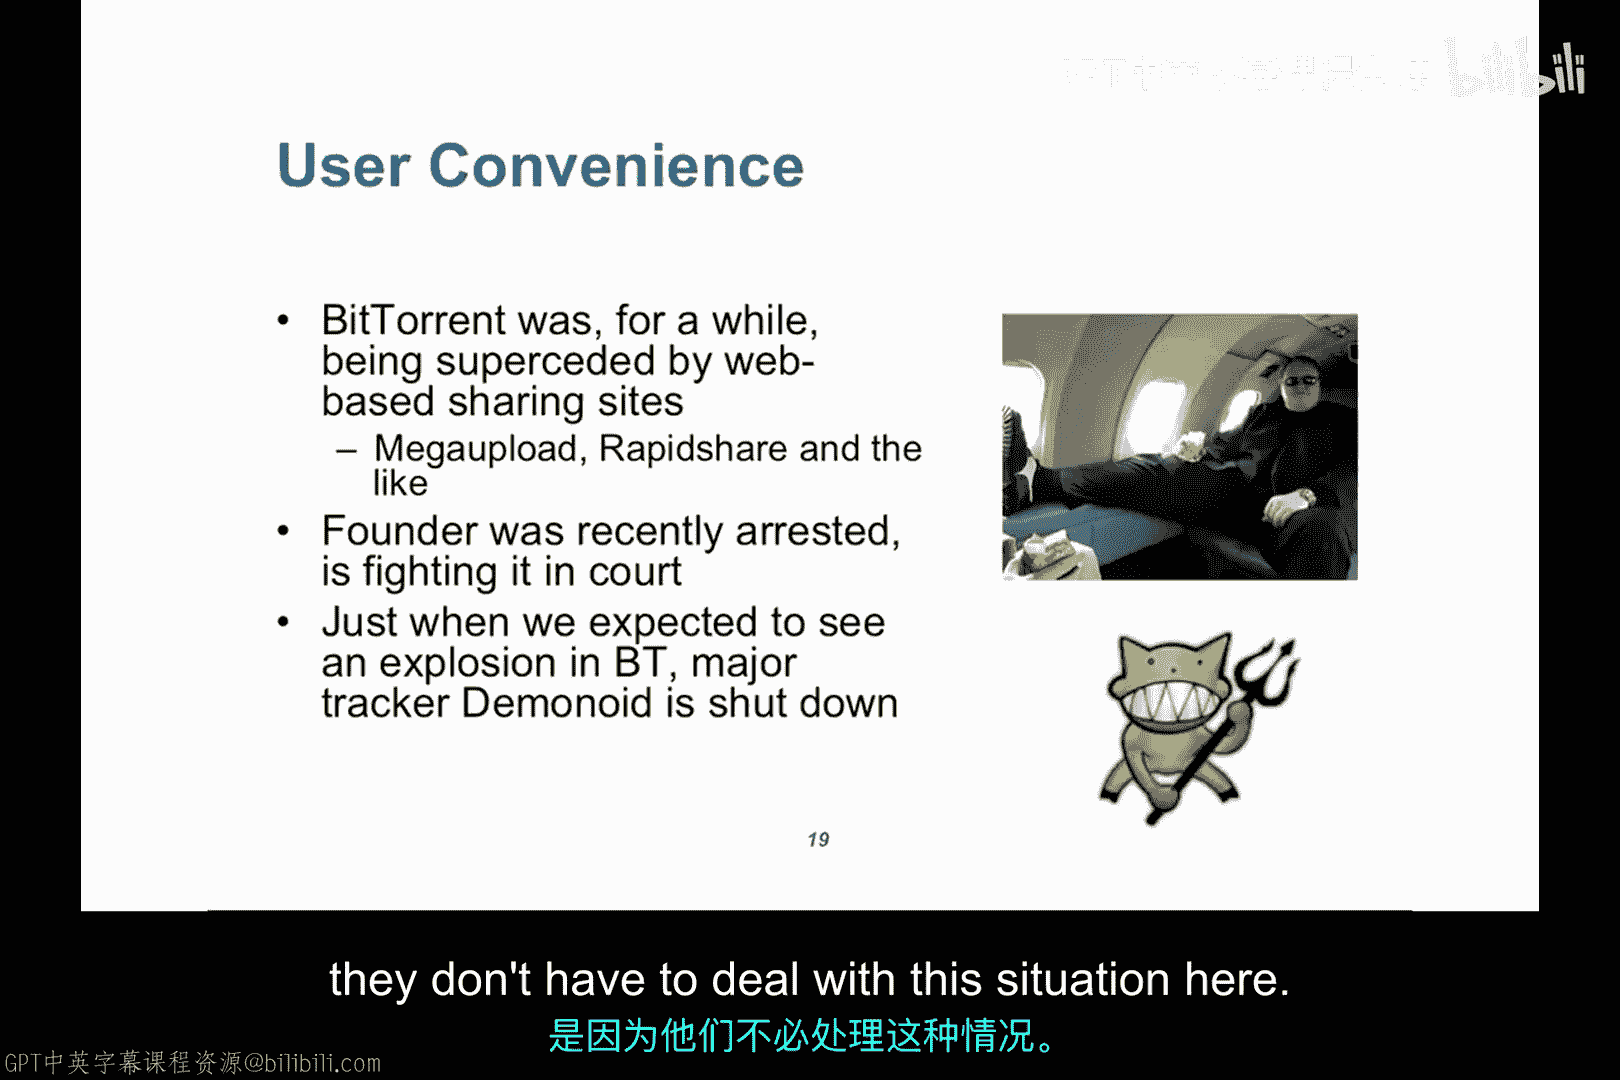 bilibili
User Convenience
• BitTorrent was, for a while,
being superceded by web-
based sharing sites
– Megaupload, Rapidshare and the
like
• Founder was recently arrested,
is fighting it in court
• Just when we expected to see
an explosion in BT, major
tracker Demonoid is shut down
19
they don't have to deal with this situation here.
是因为他们不必处理这种情况。
GPT中英字幕课程资源@bilibili.com